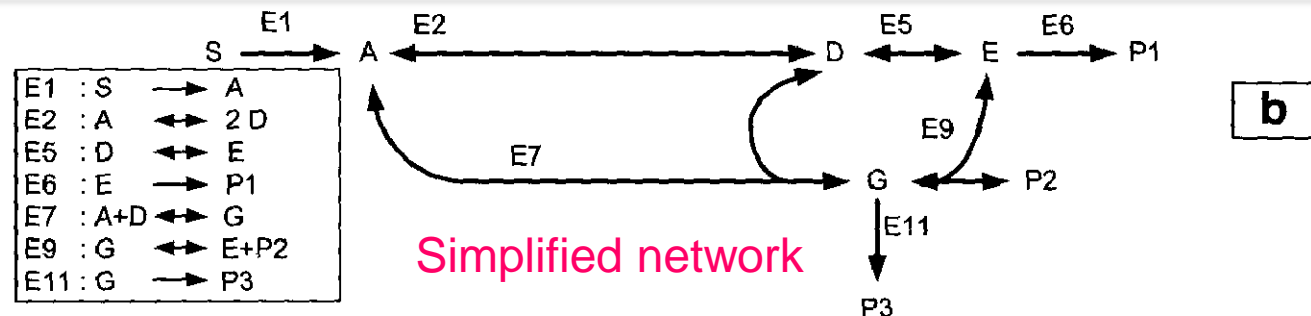 E1 E2 E5 E6
S → A ↔ D ↔ E → P1
E1 : S → A
E2 : A ↔ 2 D
E5 : D ↔ E
E6 : E → P1
E7 : A+D ↔ G
E9 : G ↔ E+P2
E11 : G → P3
b
E9
E7
G P2
E11
Simplified network
P3